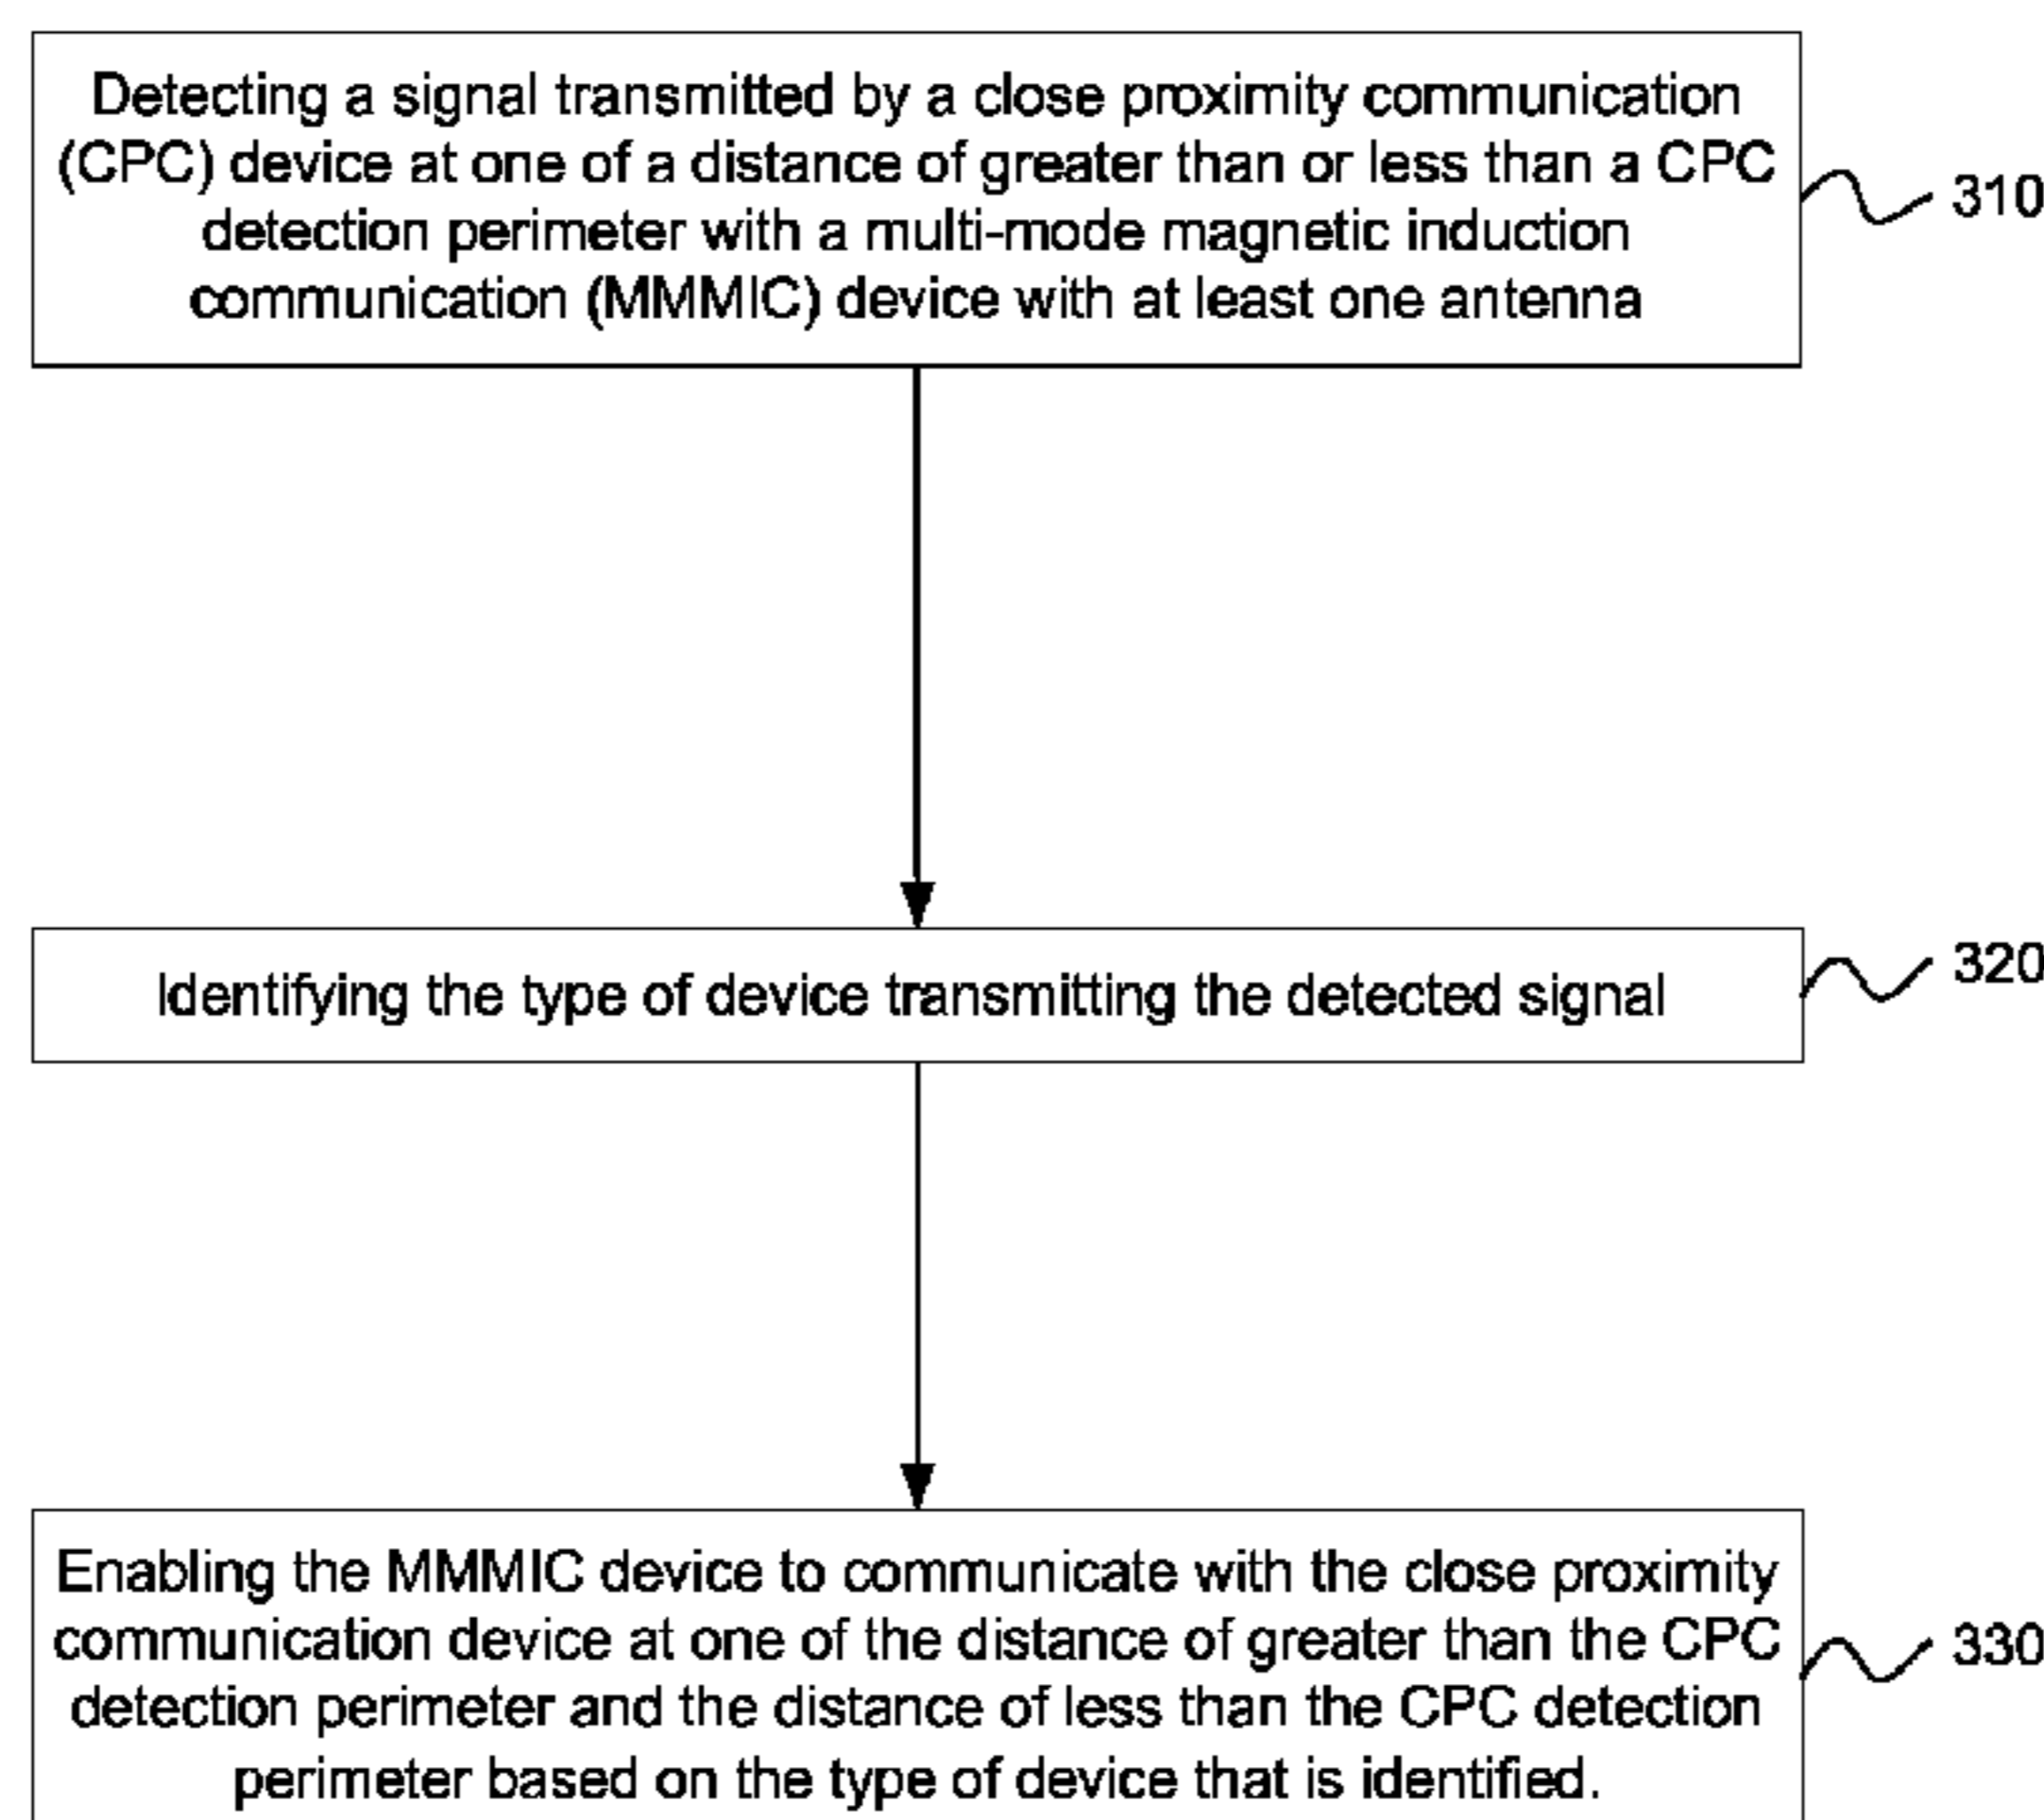 Detecting a signal transmitted by a close proximity communication
(CPC) device at one of a distance of greater than or less than a CPC
detection perimeter with a multi-mode magnetic induction
communication (MMMIC) device with at least one antenna
310
Identifying the type of device transmitting the detected signal
320
Enabling the MMMIC device to communicate with the close proximity
communication device at one of the distance of greater than the CPC
detection perimeter and the distance of less than the CPC detection
perimeter based on the type of device that is identified.
330